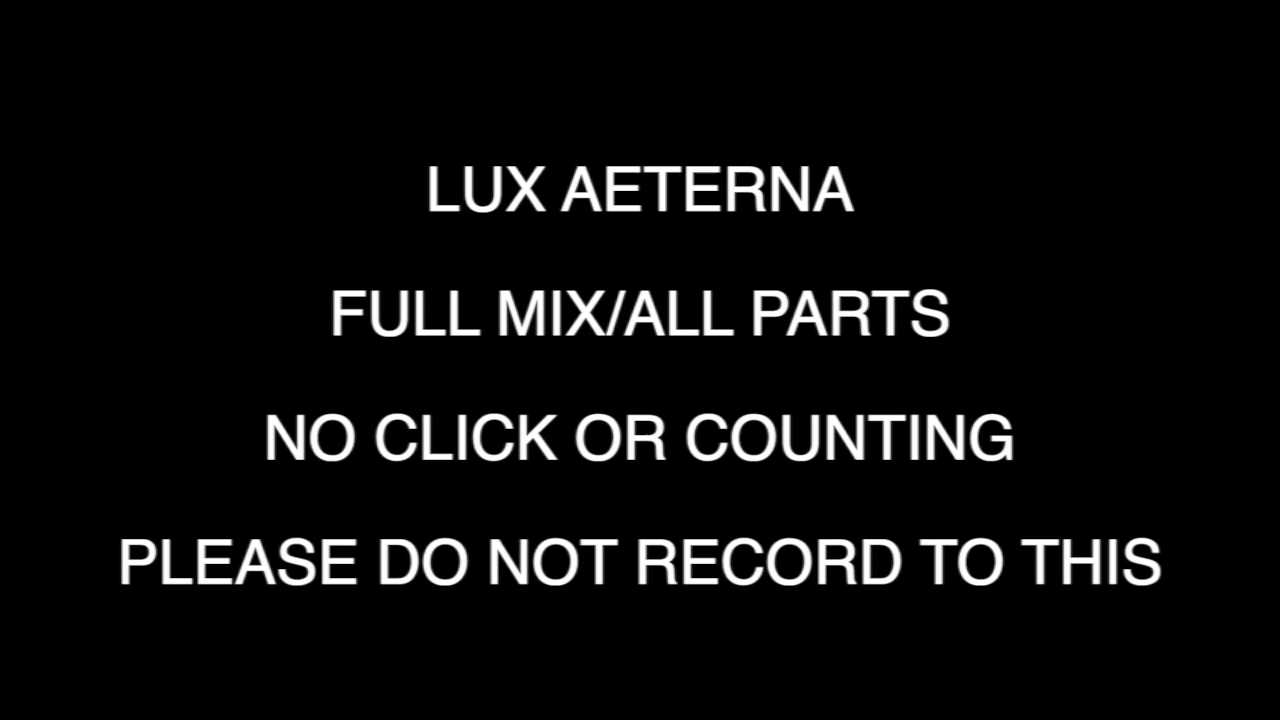 LUX AETERNA
FULL MIX/ALL PARTS
NO CLICK OR COUNTING
PLEASE DO NOT RECORD TO THIS